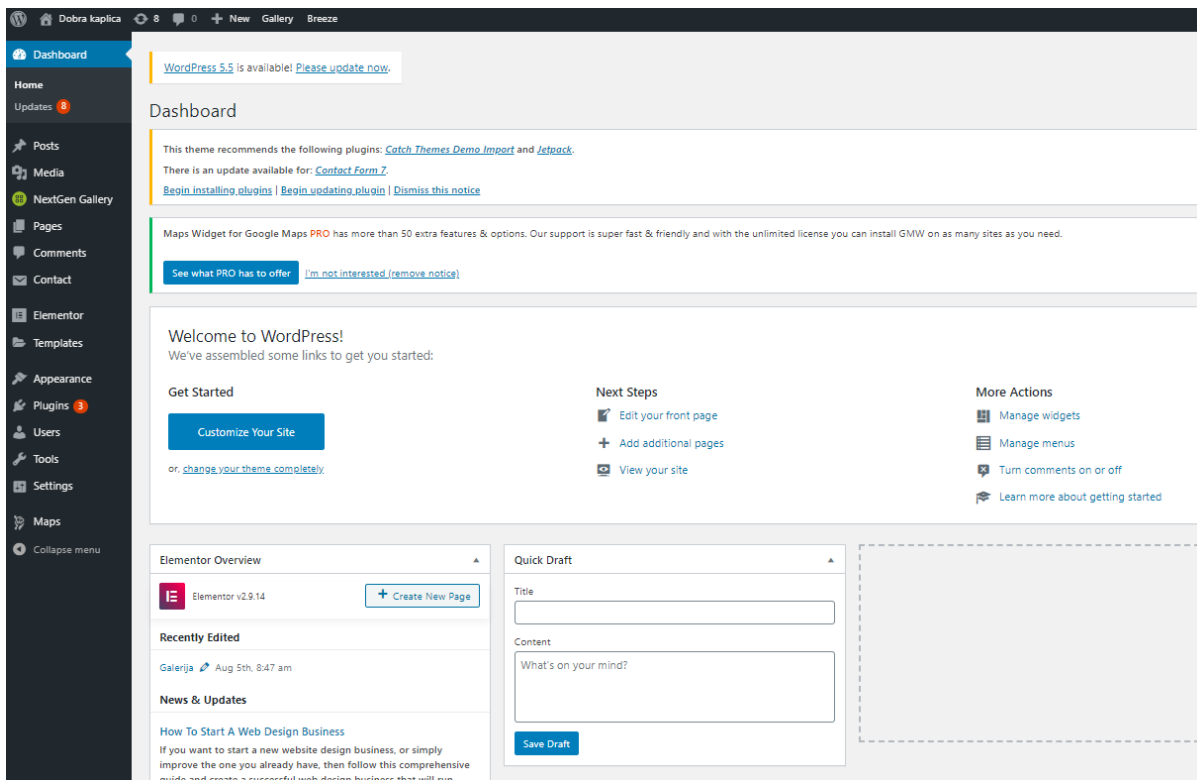 Dobra kaplica 8 0 New Gallery Breeze
Dashboard
Home
Updates 8
Posts
Media
NextGen Gallery
Pages
Comments
Contact
Elementor
Templates
Appearance
Plugins 3
Users
Tools
Settings
Maps
Collapse menu
WordPress 5.5 is available! Please update now.
Dashboard
This theme recommends the following plugins: Catch Themes Demo Import and Jetpack.
There is an update available for: Contact Form 7.
Begin installing plugins | Begin updating plugin | Dismiss this notice
Maps Widget for Google Maps PRO has more than 50 extra features & options. Our support is super fast & friendly and with the unlimited license you can install GMW on as many sites as you need.
See what PRO has to offer I'm not interested (remove notice)
Welcome to WordPress!
We've assembled some links to get you started:
Get Started
Customize Your Site
or, change your theme completely
Next Steps
Edit your front page
Add additional pages
View your site
More Actions
Manage widgets
Manage menus
Turn comments on or off
Learn more about getting started
Elementor Overview
Elementor v2.9.14 Create New Page
Recently Edited
Galerija Aug 5th, 8:47 am
News & Updates
How To Start A Web Design Business
If you want to start a new website design business, or simply
improve the one you already have, then follow this comprehensive
guide and create a successful web design business that will run
Quick Draft
Title
Content
What's on your mind?
Save Draft